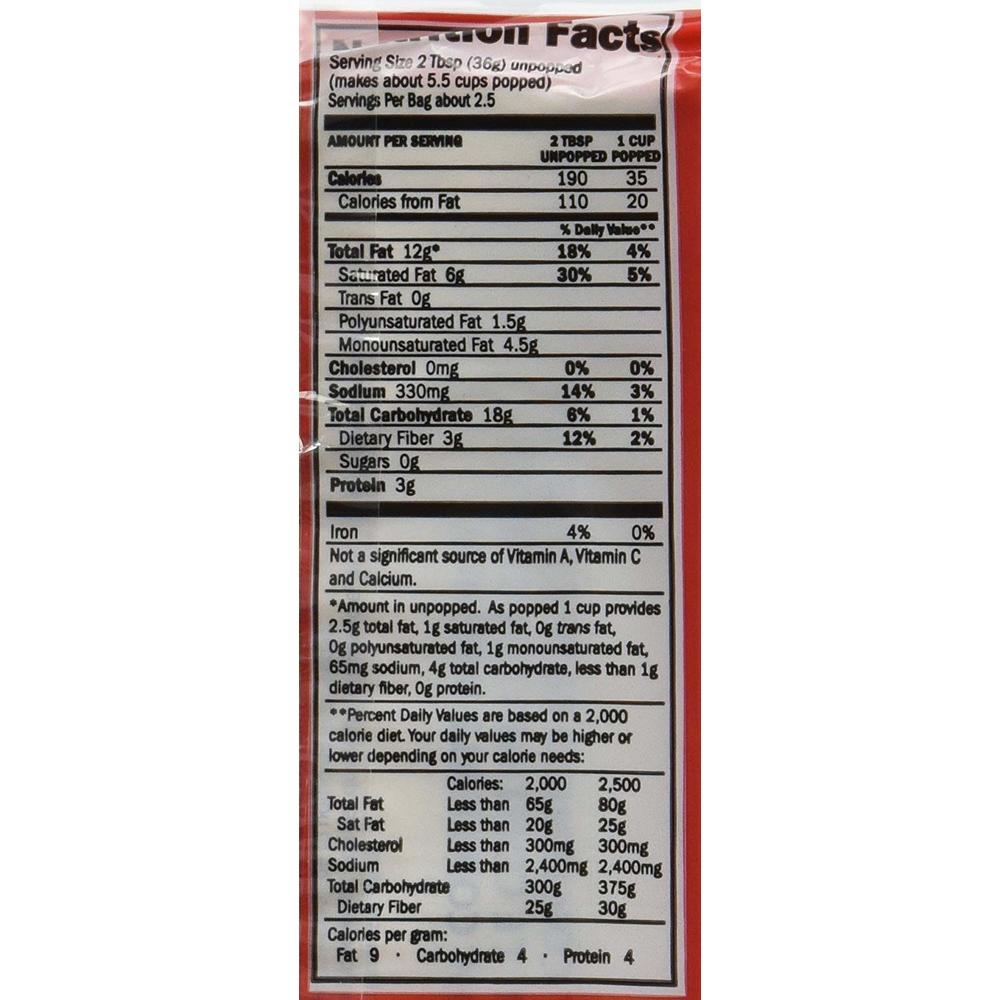 Nutrition Facts
Serving Size 2 Tbsp (36g) unpopped
(makes about 5.5 cups popped)
Servings Per Bag about 2.5
AMOUNT PER SERVING 2 TBSP 1 CUP
UNPOPPED POPPED
Calories 190 35
Calories from Fat 110 20
% Daily Value**
Total Fat 12g* 18% 4%
Saturated Fat 6g 30% 5%
Trans Fat 0g
Polyunsaturated Fat 1.5g
Monounsaturated Fat 4.5g
Cholesterol 0mg 0% 0%
Sodium 330mg 14% 3%
Total Carbohydrate 18g 6% 1%
Dietary Fiber 3g 12% 2%
Sugars 0g
Protein 3g
Iron 4% 0%
Not a significant source of Vitamin A, Vitamin C
and Calcium.
*Amount in unpopped. As popped 1 cup provides
2.5g total fat, 1g saturated fat, 0g trans fat,
0g polyunsaturated fat, 1g monounsaturated fat,
65mg sodium, 4g total carbohydrate, less than 1g
dietary fiber, 0g protein.
**Percent Daily Values are based on a 2,000
calorie diet. Your daily values may be higher or
lower depending on your calorie needs:
Calories: 2,000 2,500
Total Fat Less than 65g 80g
Sat Fat Less than 20g 25g
Cholesterol Less than 300mg 300mg
Sodium Less than 2,400mg 2,400mg
Total Carbohydrate 300g 375g
Dietary Fiber 25g 30g
Calories per gram:
Fat 9 · Carbohydrate 4 · Protein 4